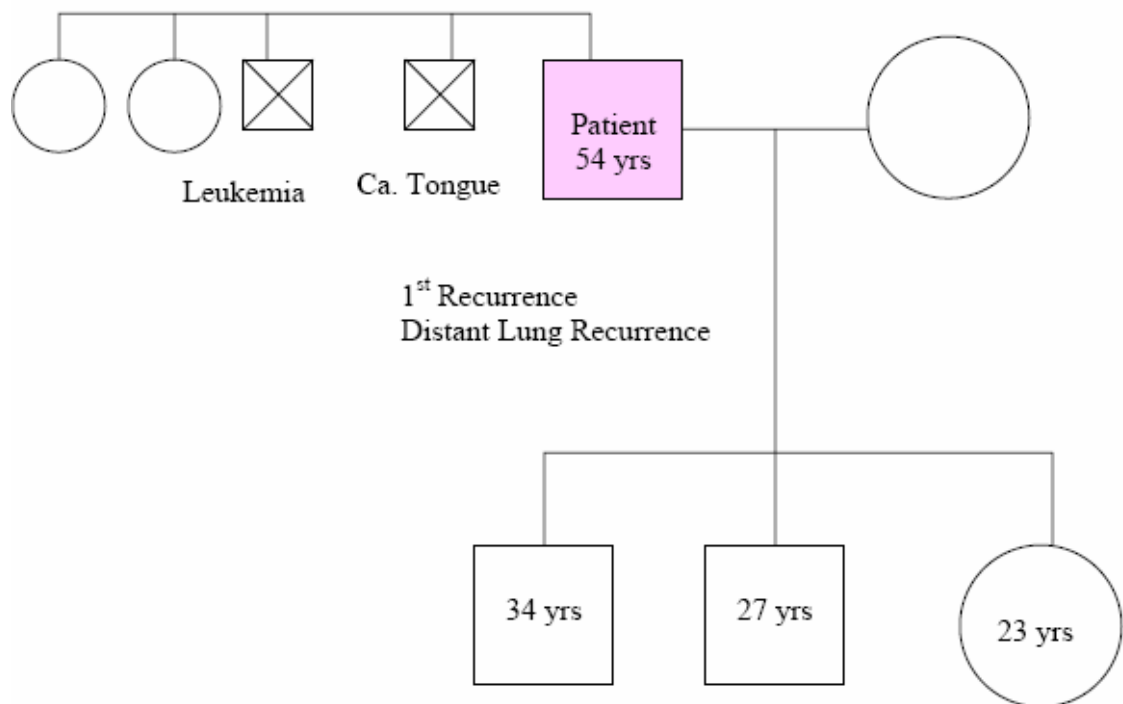 Patient
54 yrs
Leukemia
Ca. Tongue
1st Recurrence
Distant Lung Recurrence
34 yrs
27 yrs
23 yrs